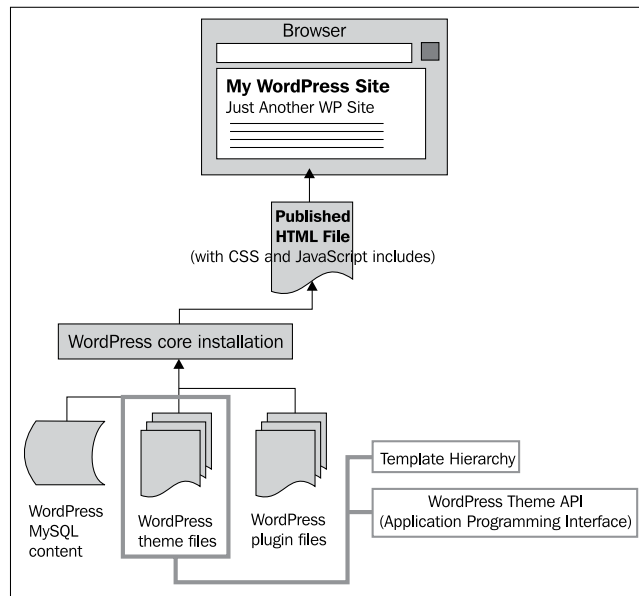 Browser
My WordPress Site
Just Another WP Site
Published
HTML File
(with CSS and JavaScript includes)
WordPress core installation
WordPress
MySQL
content
WordPress
theme files
WordPress
plugin files
Template Hierarchy
WordPress Theme API
(Application Programming Interface)